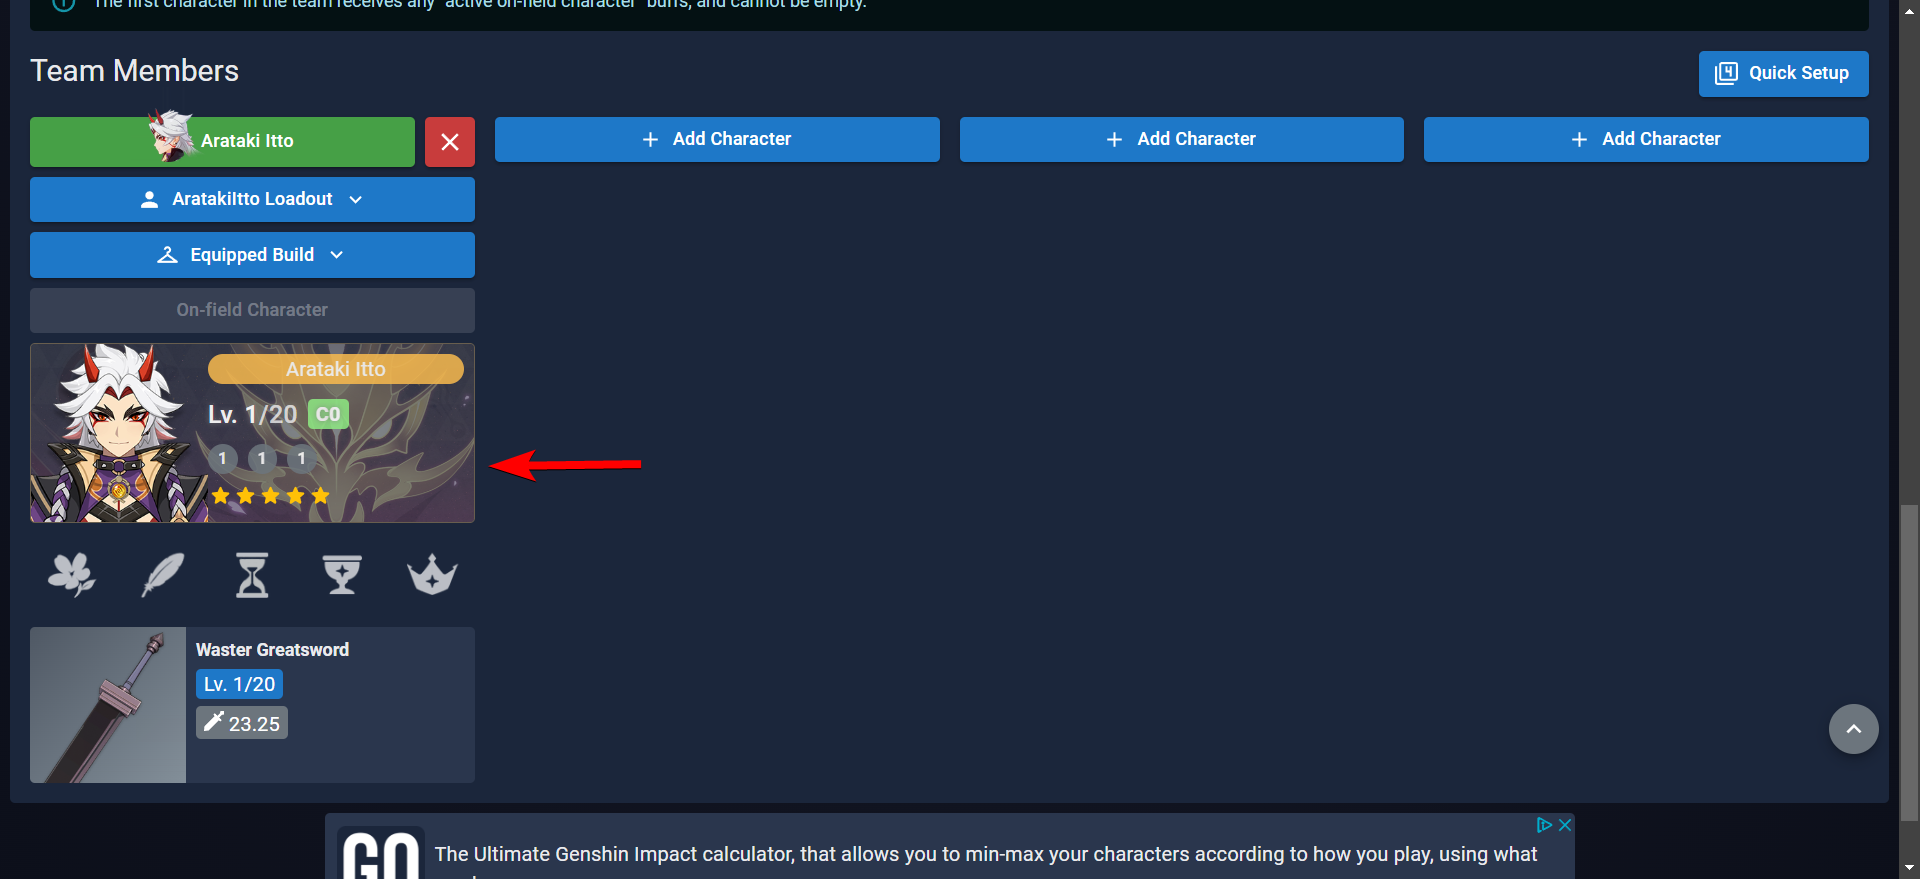 The first character in the team receives any "active on-field character" buffs, and cannot be empty.
Team Members
Quick Setup
Arataki Itto
Add Character
Add Character
Add Character
AratakiItto Loadout
Equipped Build
On-field Character
Arataki Itto
Lv. 1/20 C0
1 1 1
Waster Greatsword
Lv. 1/20
23.25
GO
The Ultimate Genshin Impact calculator, that allows you to min-max your characters according to how you play, using what